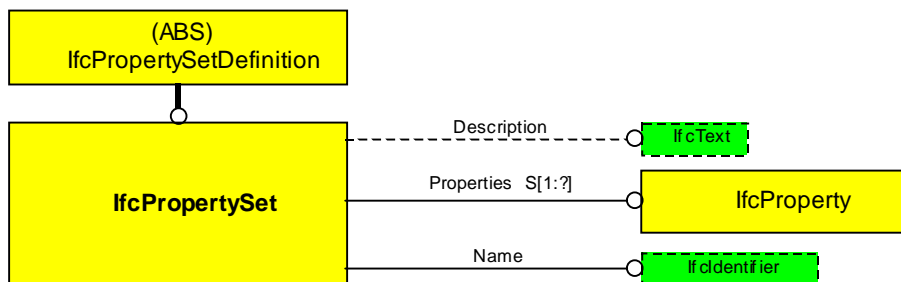 (ABS)
IfcPropertySetDefinition
Description
IfcText
IfcPropertySet
Properties S[1:?]
IfcProperty
Name
IfcIdentifier